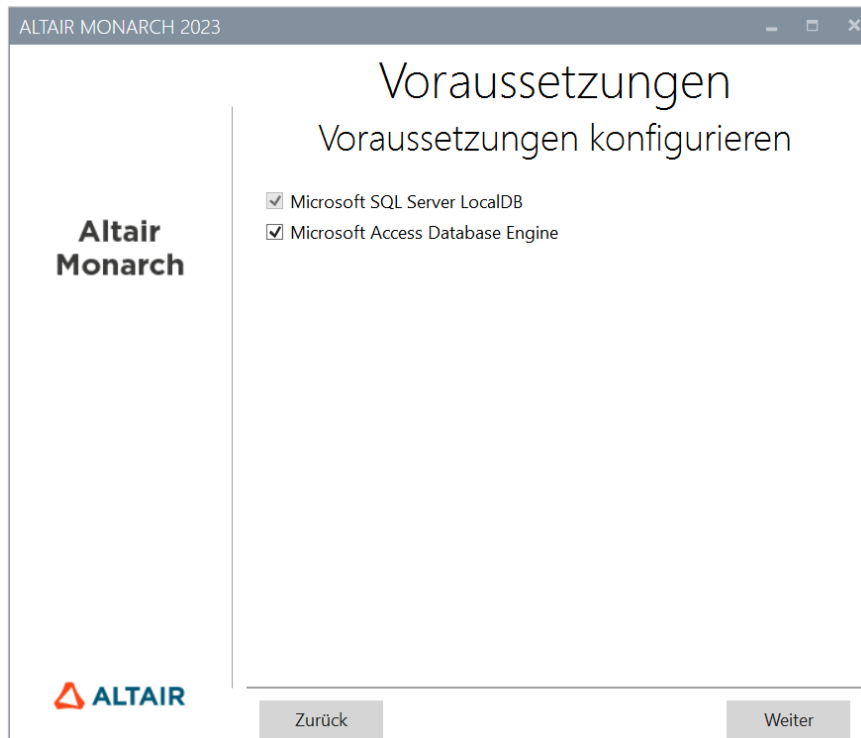 ALTAIR MONARCH 2023
Voraussetzungen
Voraussetzungen konfigurieren
Microsoft SQL Server LocalDB
Microsoft Access Database Engine
Altair
Monarch
ALTAIR
Zurück
Weiter